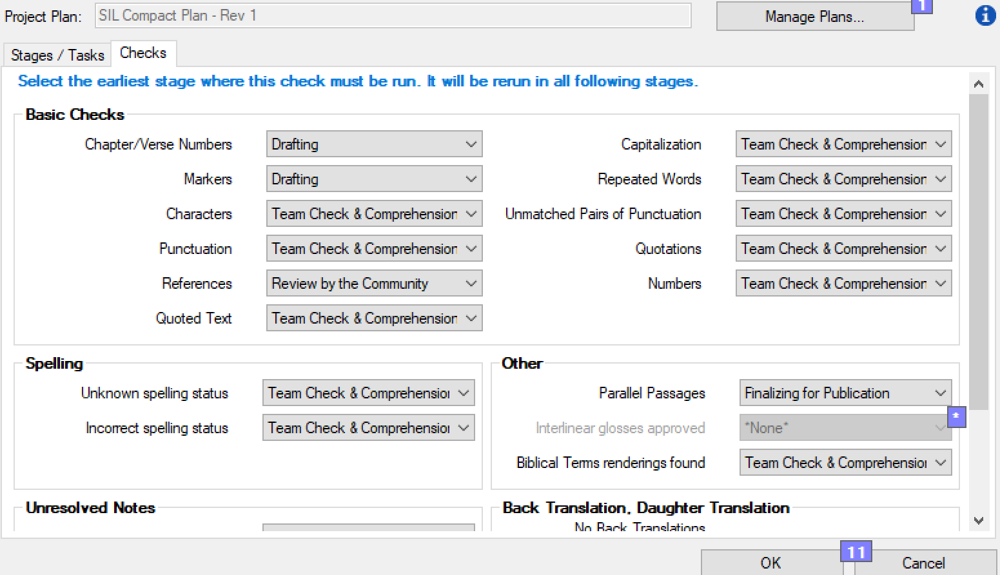 Project Plan: SIL Compact Plan - Rev 1 Manage Plans... 1
Stages / Tasks Checks
Select the earliest stage where this check must be run. It will be rerun in all following stages.
Basic Checks
Chapter/Verse Numbers Drafting Capitalization Team Check & Comprehension
Markers Drafting Repeated Words Team Check & Comprehension
Characters Team Check & Comprehension Unmatched Pairs of Punctuation Team Check & Comprehension
Punctuation Team Check & Comprehension Quotations Team Check & Comprehension
References Review by the Community Numbers Team Check & Comprehension
Quoted Text Team Check & Comprehension
Spelling Other
Unknown spelling status Team Check & Comprehension Parallel Passages Finalizing for Publication
Incorrect spelling status Team Check & Comprehension Interlinear glosses approved *None* *
Biblical Terms renderings found Team Check & Comprehension
Unresolved Notes Back Translation, Daughter Translation
No Back Translations
OK 11 Cancel